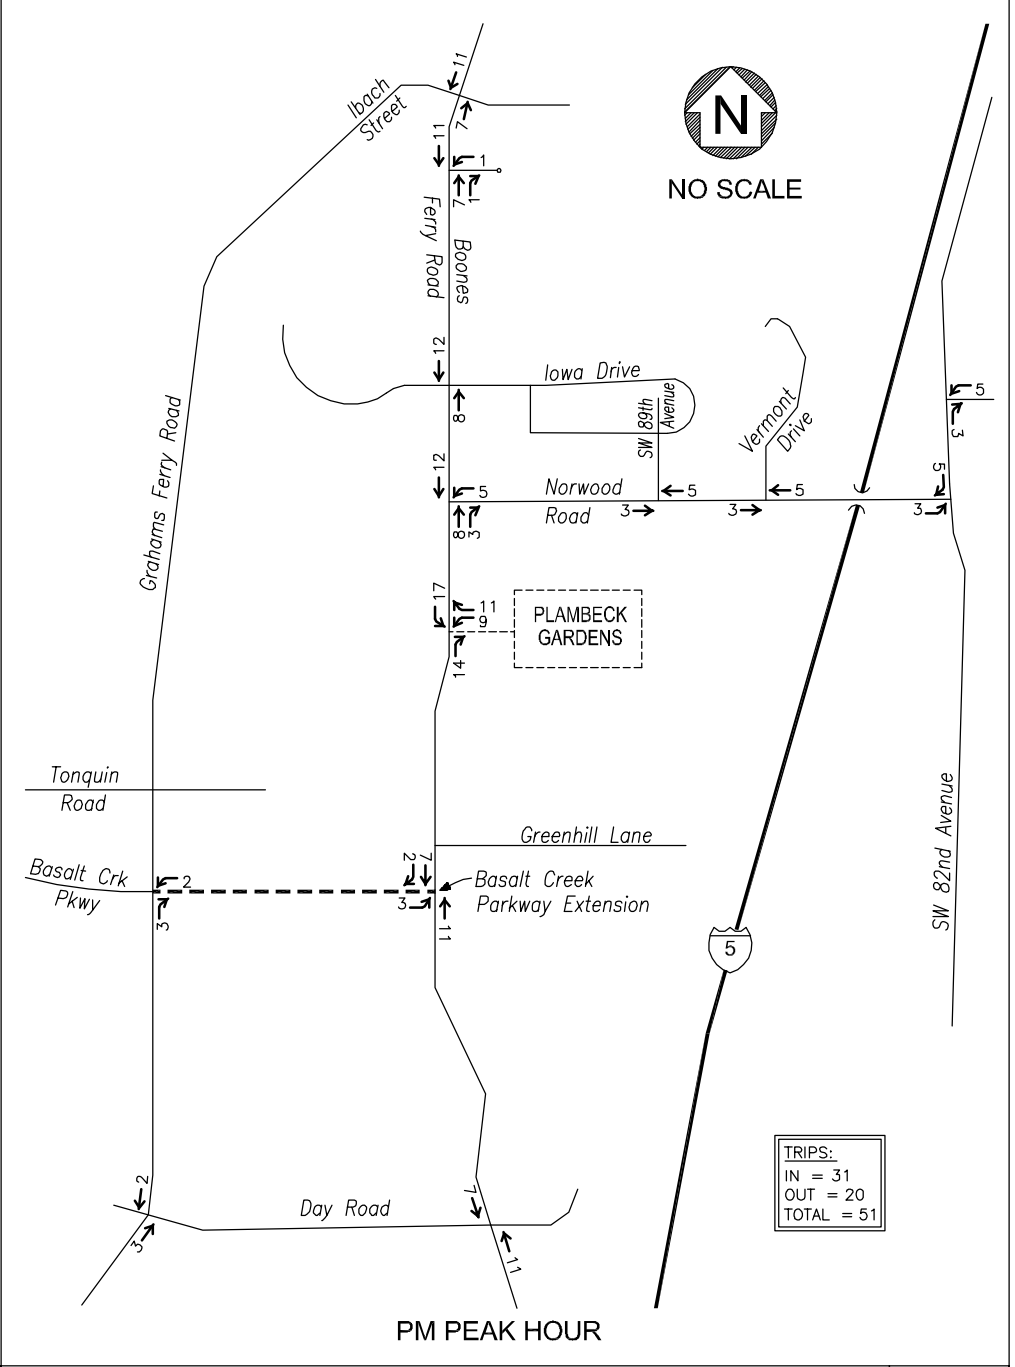 11
Ibach
Street
7
N
NO SCALE
11
1
7
1
Ferry Road
Boones
12
8
Iowa Drive
SW 89th
Avenue
Vermont
Drive
5
3
Grahams Ferry Road
12
5
8
3
Norwood
Road
5
3
5
3
5
3
17
11
9
14
PLAMBECK
GARDENS
Tonquin
Road
Greenhill Lane
Basalt Crk
Pkwy
2
3
2
7
3
11
Basalt Creek
Parkway Extension
SW 82nd Avenue
5
2
3
Day Road
7
11
TRIPS:
IN = 31
OUT = 20
TOTAL = 51
PM PEAK HOUR